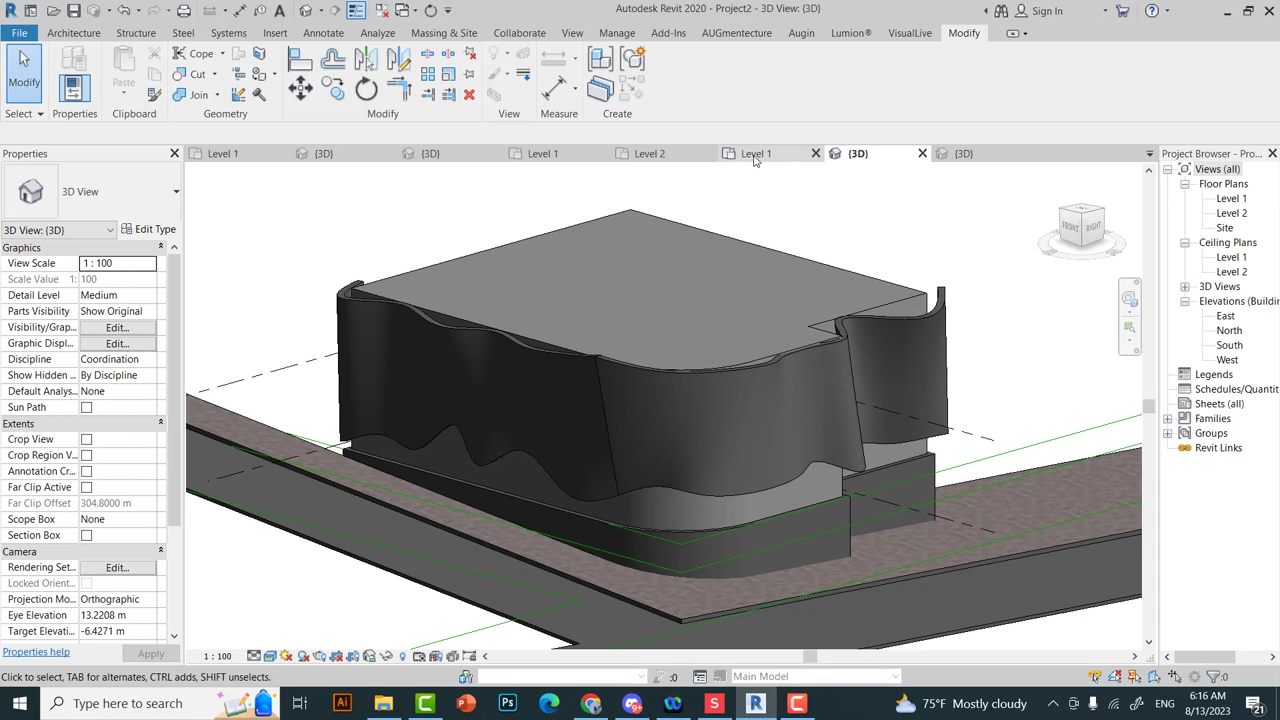 Autodesk Revit 2020 - Project2 - 3D View: {3D}
Sign In
File Architecture Structure Steel Systems Insert Annotate Analyze Massing & Site Collaborate View Manage Add-Ins AUGmentecture Augin Lumion® VisualLive Modify
Modify Paste Cope Cut Join
Select Properties Clipboard Geometry Modify View Measure Create
Properties
Level 1 {3D} {3D} Level 1 Level 2 Level 1 {3D} {3D}
Project Browser - Pro...
3D View
3D View: {3D} Edit Type
Graphics
View Scale 1 : 100
Scale Value 1: 100
Detail Level Medium
Parts Visibility Show Original
Visibility/Grap... Edit...
Graphic Displ... Edit...
Discipline Coordination
Show Hidden ... By Discipline
Default Analys... None
Sun Path
Extents
Crop View
Crop Region V...
Annotation Cr...
Far Clip Active
Far Clip Offset 304.8000 m
Scope Box None
Section Box
Camera
Rendering Set... Edit...
Locked Orient...
Projection Mo... Orthographic
Eye Elevation 13.2208 m
Target Elevati... -6.4271 m
Properties help Apply
FRONT RIGHT
Views (all)
Floor Plans
Level 1
Level 2
Site
Ceiling Plans
Level 1
Level 2
3D Views
Elevations (Buildin
East
North
South
West
Legends
Schedules/Quantit
Sheets (all)
Families
Groups
Revit Links
1 : 100
Click to select, TAB for alternates, CTRL adds, SHIFT unselects.
:0 Main Model :0
Type here to search
75°F Mostly cloudy
6:16 AM
8/13/2023
21